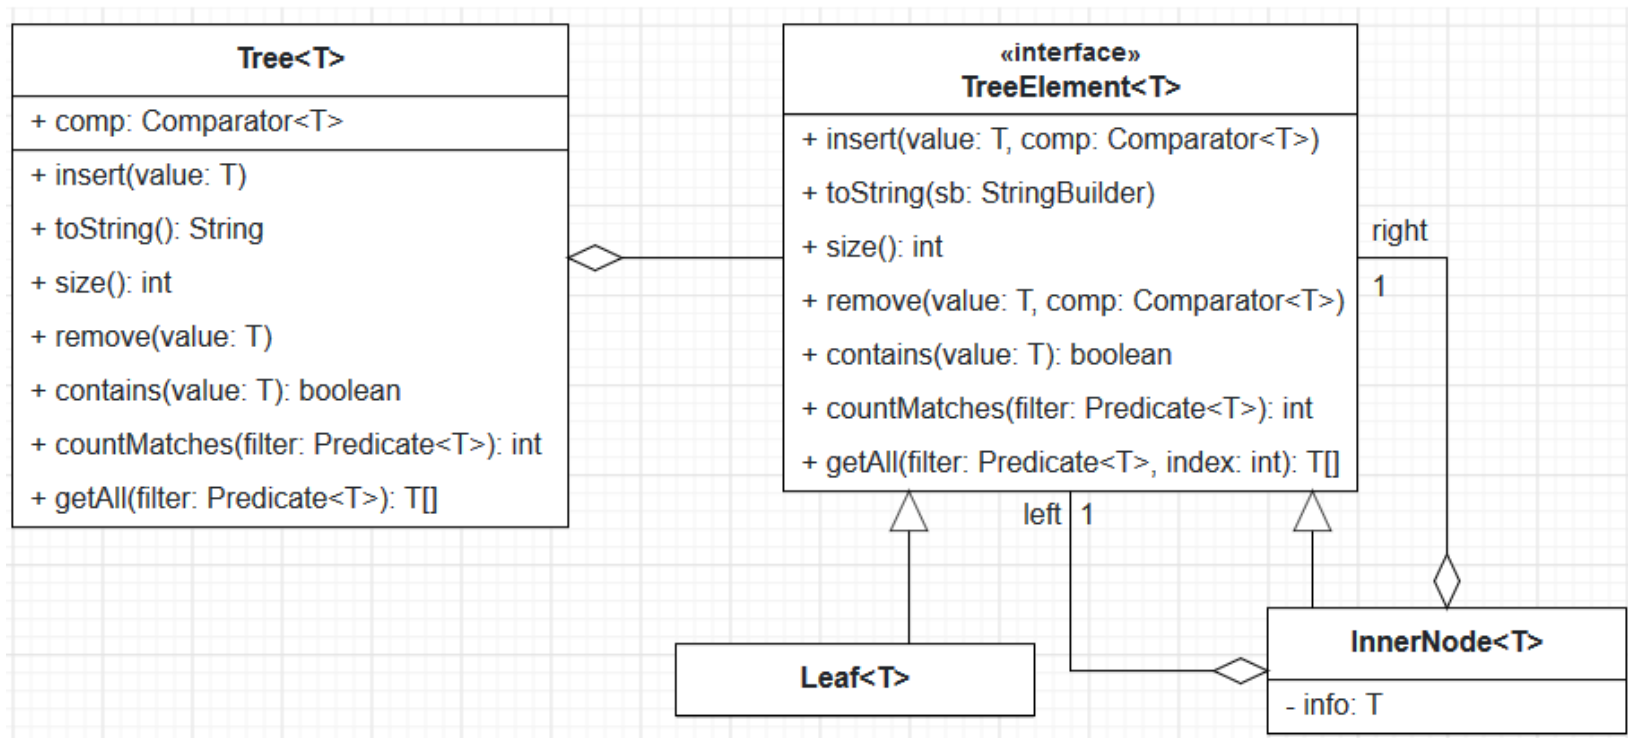 Tree<T>
+ comp: Comparator<T>
+ insert(value: T)
+ toString(): String
+ size(): int
+ remove(value: T)
+ contains(value: T): boolean
+ countMatches(filter: Predicate<T>): int
+ getAll(filter: Predicate<T>): T[]
«interface»
TreeElement<T>
+ insert(value: T, comp: Comparator<T>)
+ toString(sb: StringBuilder)
+ size(): int
+ remove(value: T, comp: Comparator<T>)
+ contains(value: T): boolean
+ countMatches(filter: Predicate<T>): int
+ getAll(filter: Predicate<T>, index: int): T[]
right
1
left 1
Leaf<T>
InnerNode<T>
- info: T